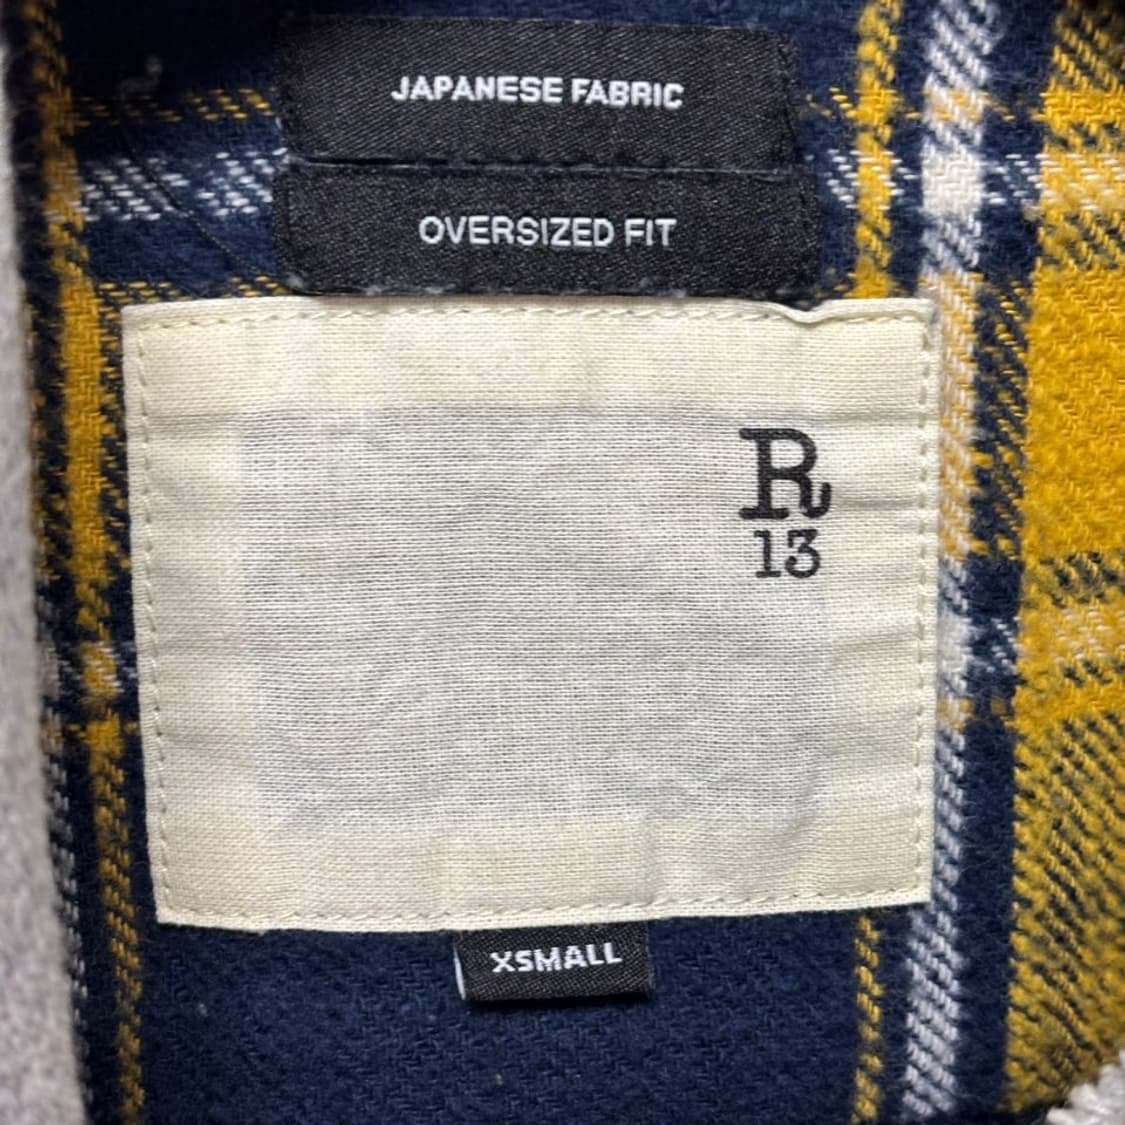 JAPANESE FABRIC
OVERSIZED FIT
R
13
XSMALL